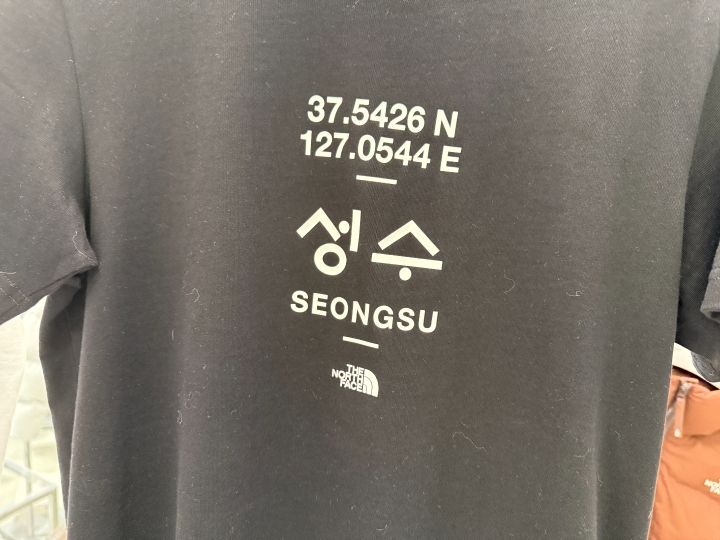 37.5426 N
127.0544 E
성수
SEONGSU
THE
NORTH
FACE